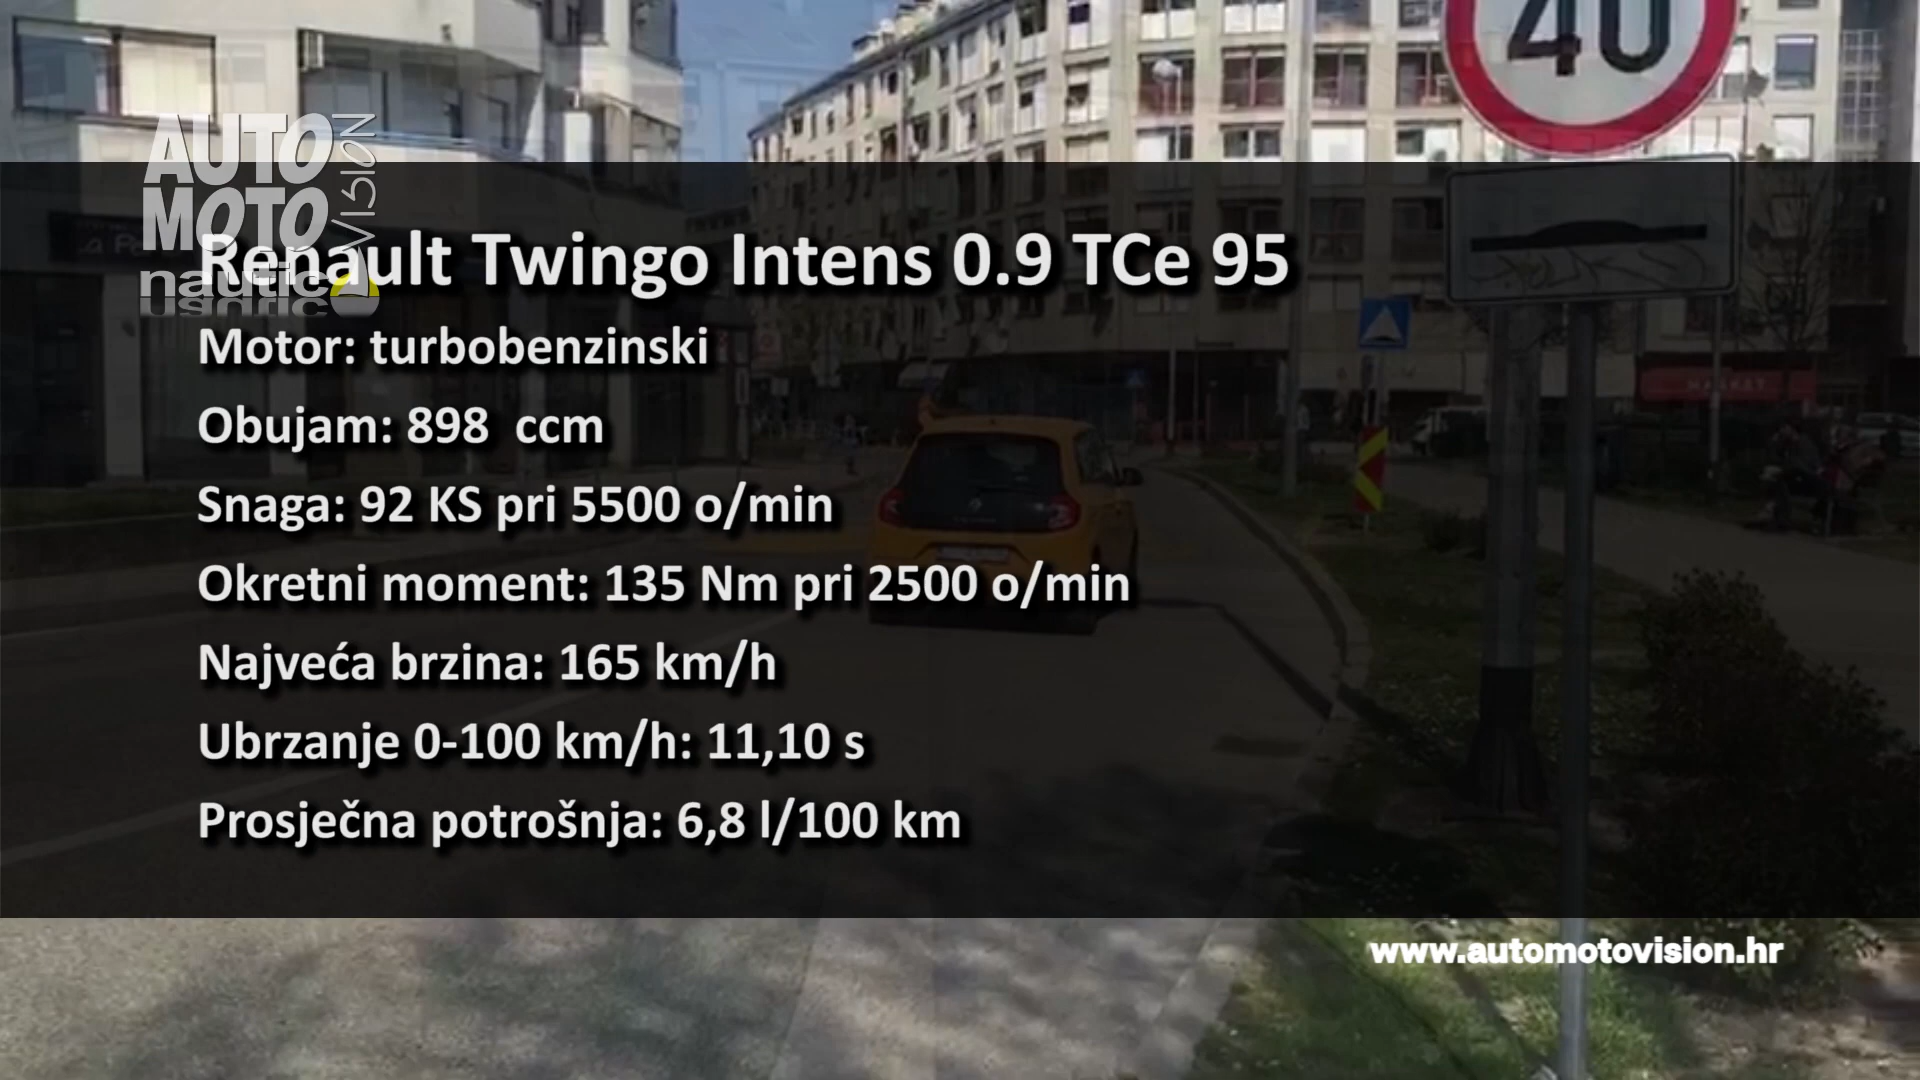 40
AUTO
MOTO
VISION
nautic
Renault Twingo Intens 0.9 TCe 95
Motor: turbobenzinski
Obujam: 898 ccm
Snaga: 92 KS pri 5500 o/min
Okretni moment: 135 Nm pri 2500 o/min
Najveća brzina: 165 km/h
Ubrzanje 0-100 km/h: 11,10 s
Prosječna potrošnja: 6,8 l/100 km
www.automotovision.hr